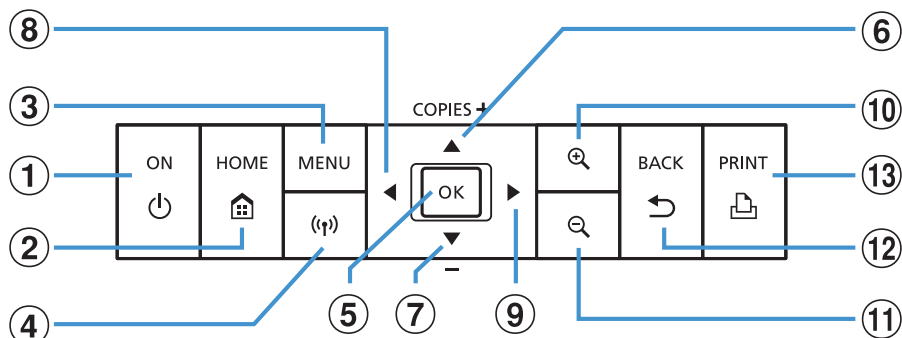 ⑧ ⑥
③ COPIES + ⑩
① ON HOME MENU OK BACK PRINT ⑬
② ⑫
−
④ ⑤ ⑦ ⑨ ⑪